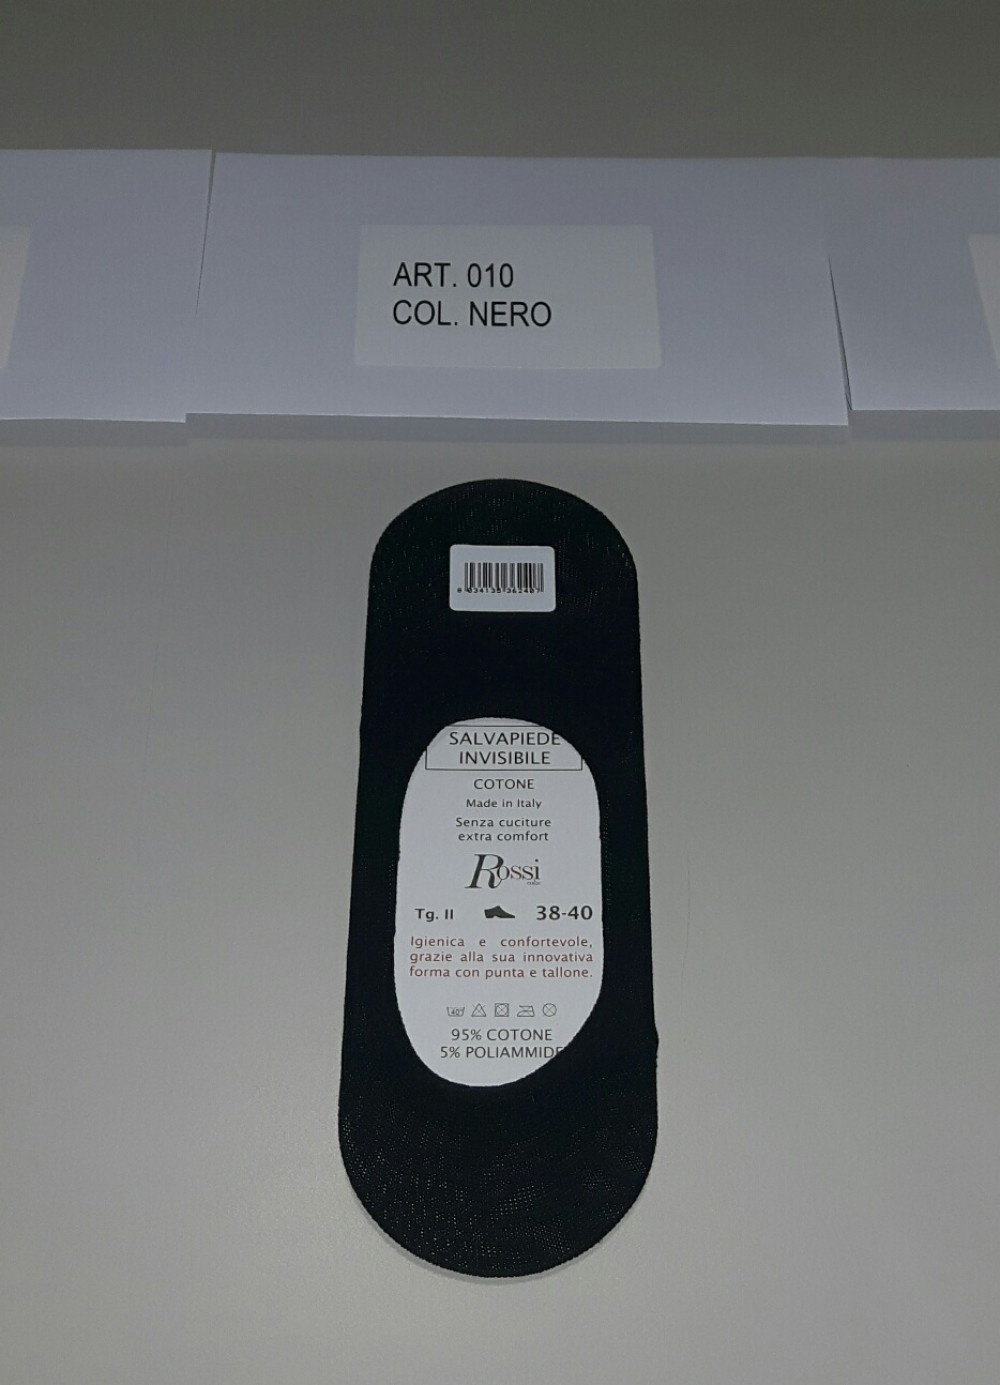 ART. 010
COL. NERO
SALVAPIEDE
INVISIBILE
COTONE
Made in Italy
Senza cuciture
extra comfort
Rossi
Tg. II 38-40
Igienica e confortevole,
grazie alla sua innovativa
forma con punta e tallone.
40°
95% COTONE
5% POLIAMMIDE